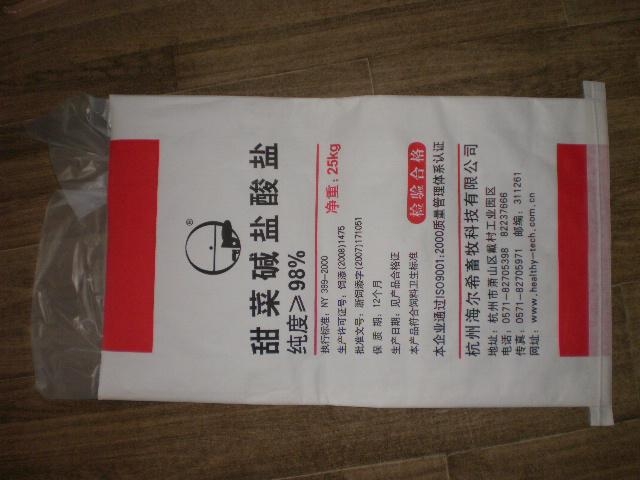 ®
甜菜碱盐酸盐
纯度≥98%
净重：25kg
执行标准：NY 399-2000
生产许可证号：饲添(2008)1475
批准文号：浙饲添字(2007)171051
保 质 期：12个月
生产日期：见产品合格证
本产品符合饲料卫生标准
检验合格
本企业通过ISO9001:2000质量管理体系认证
杭州海尔希畜牧科技有限公司
地址：杭州市萧山区戴村工业园区
电话：0571-82705398 82237666
传真：0571-82705971 邮编：311261
网址：www.healthy-tech.com.cn